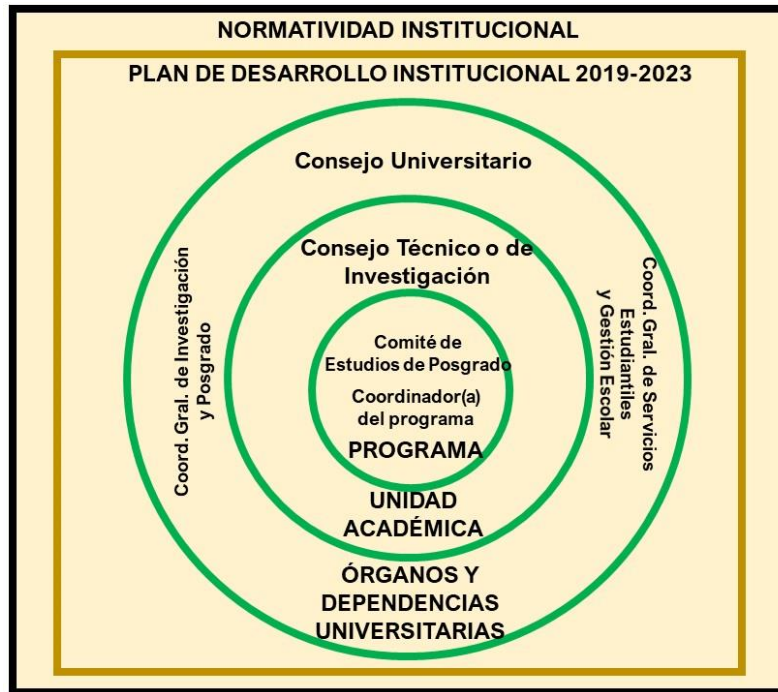 NORMATIVIDAD INSTITUCIONAL
PLAN DE DESARROLLO INSTITUCIONAL 2019-2023
Consejo Universitario
Consejo Técnico o de
Investigación
Coord. Gral. de Investigación
y Posgrado
Coord. Gral. de Servicios
Estudiantiles
y Gestión Escolar
Comité de
Estudios de Posgrado
Coordinador(a)
del programa
PROGRAMA
UNIDAD
ACADÉMICA
ÓRGANOS Y
DEPENDENCIAS
UNIVERSITARIAS